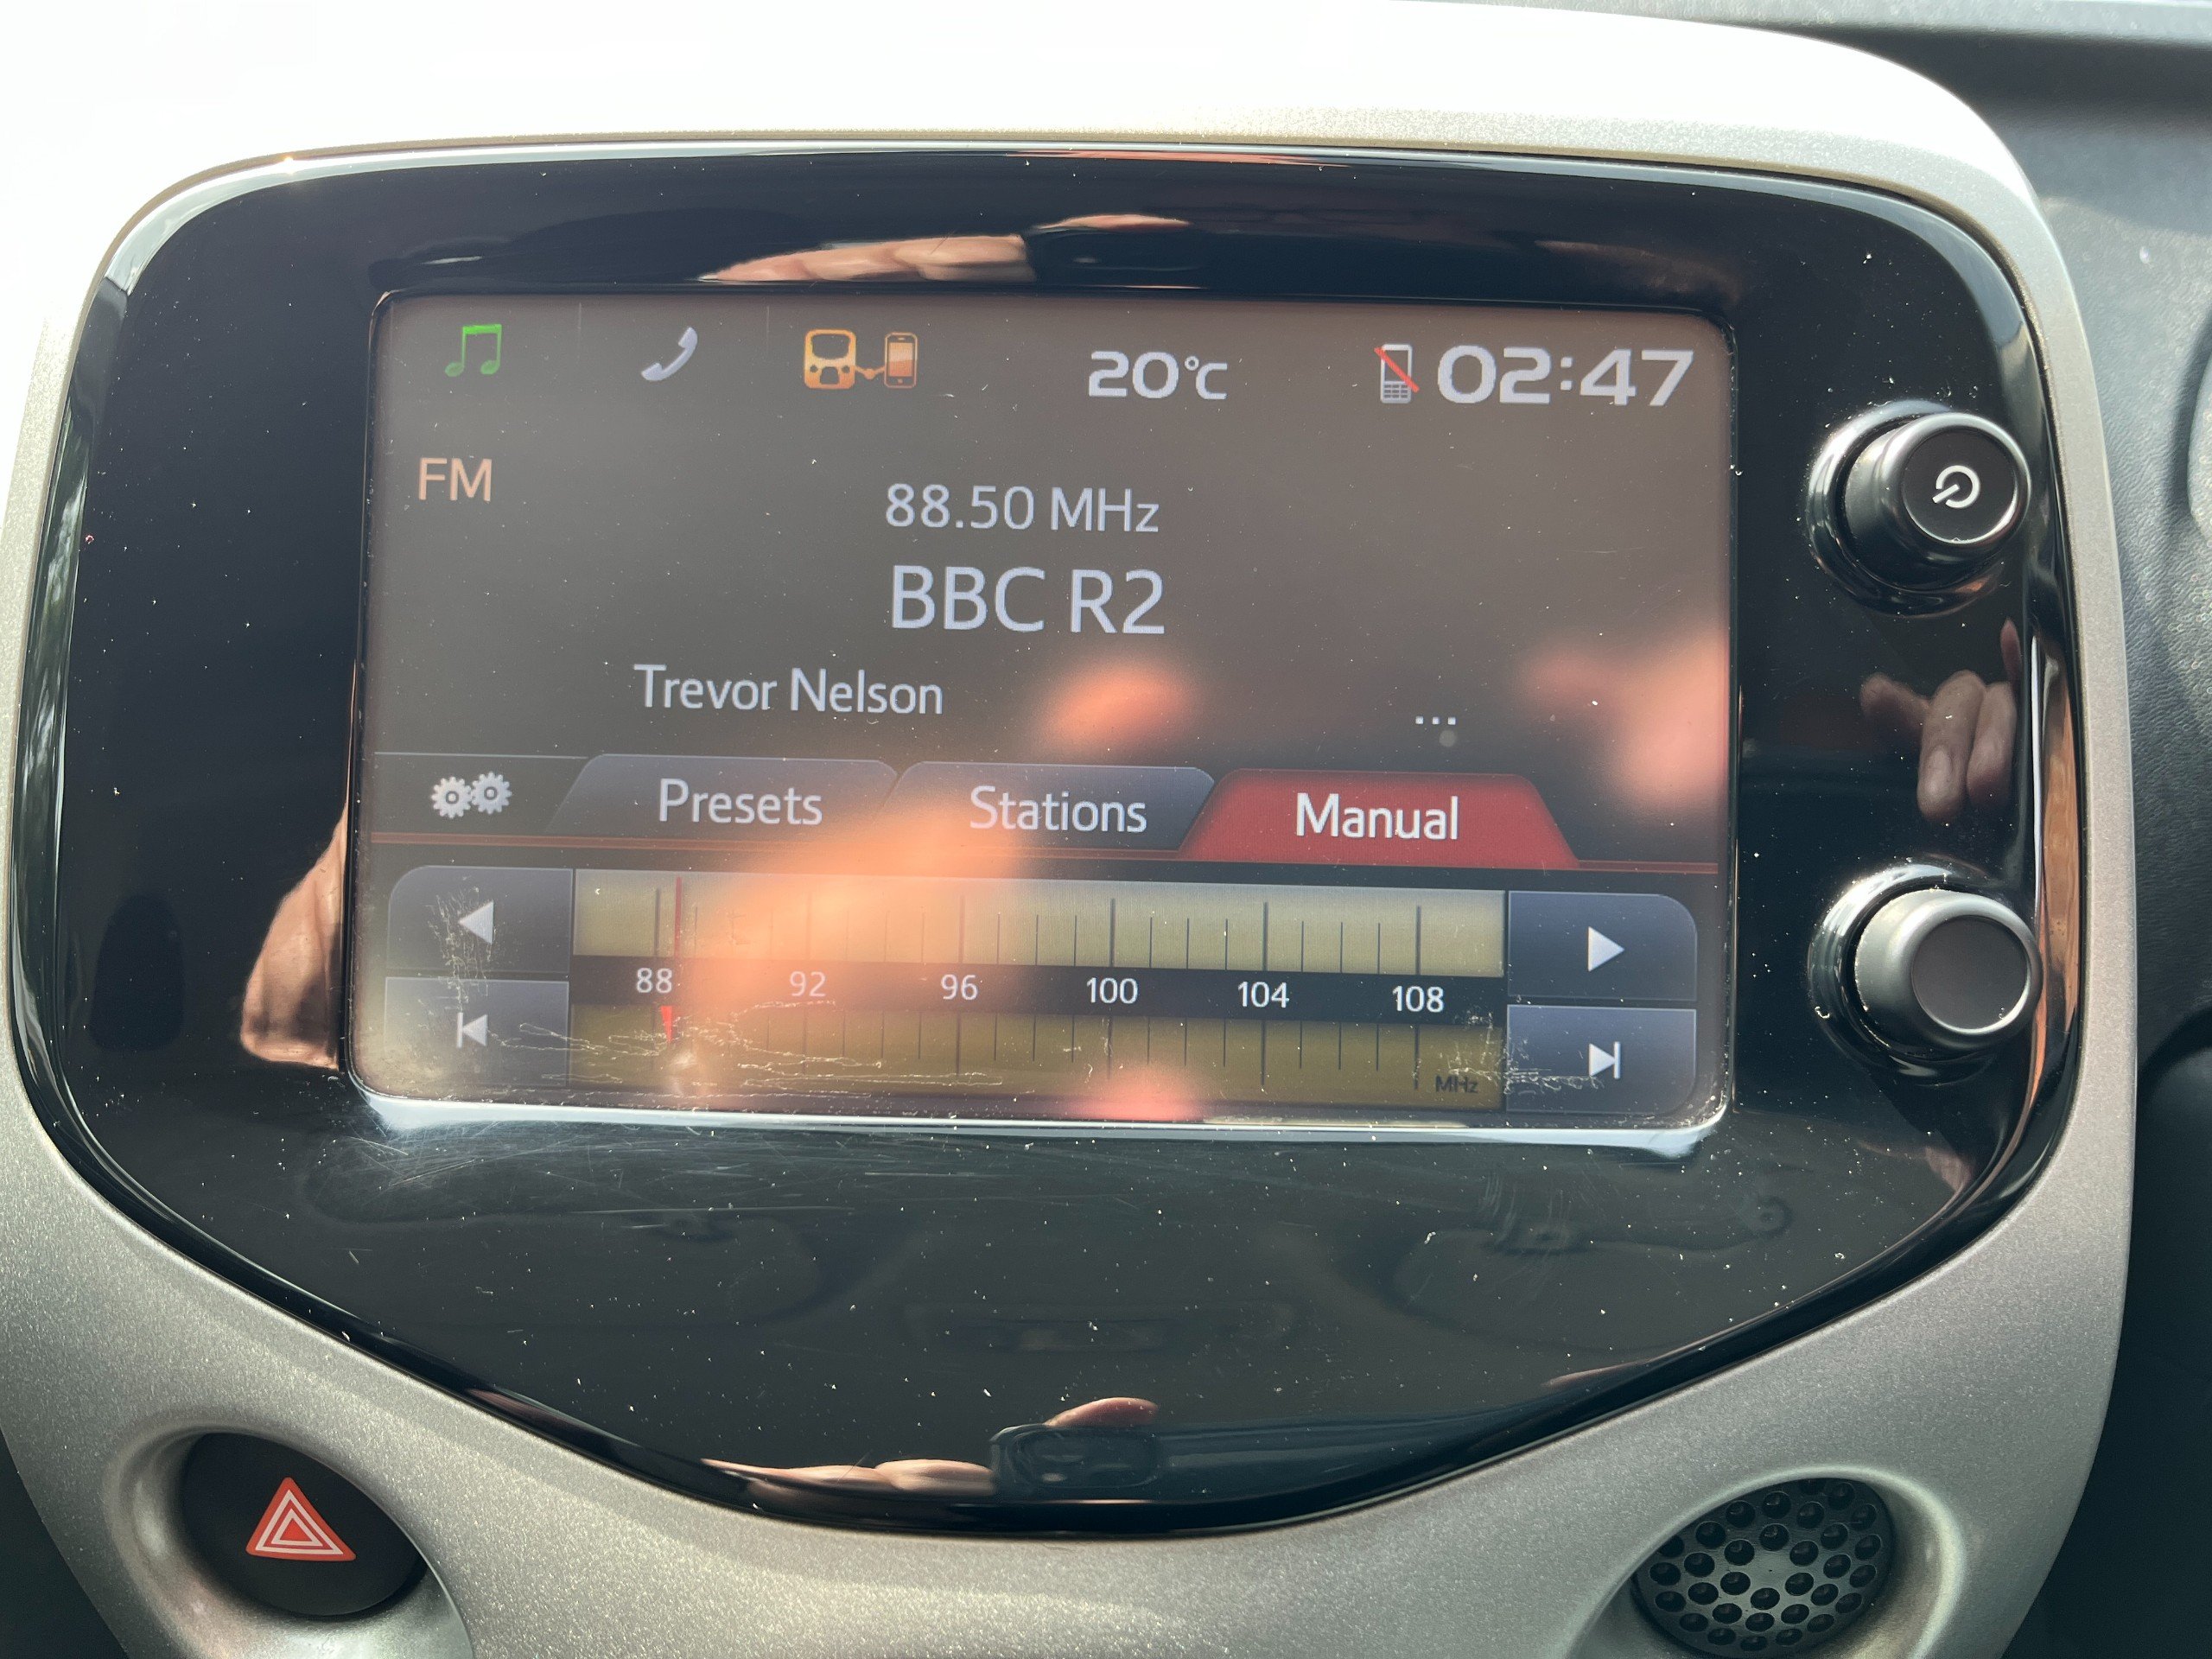 20°C
02:47
FM
88.50 MHz
BBC R2
Trevor Nelson
...
Presets
Stations
Manual
88 92 96 100 104 108
MHz